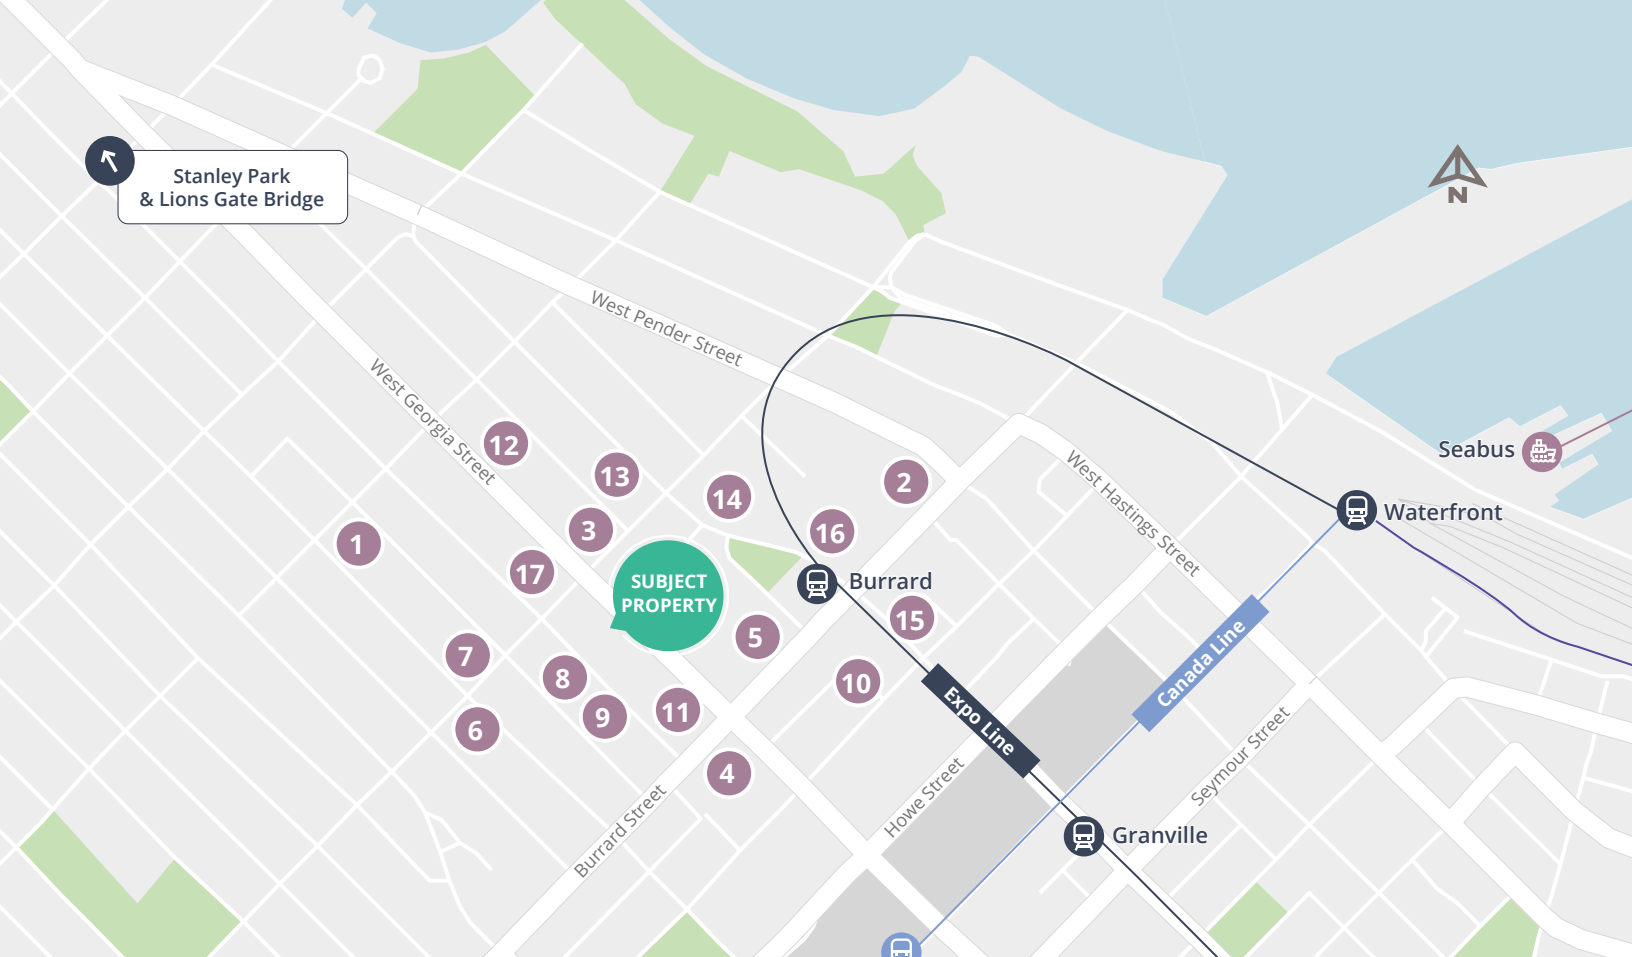 Stanley Park
& Lions Gate Bridge
N
West Pender Street
West Georgia Street
Seabus
West Hastings Street
Waterfront
12
13
14
2
3
16
1
17
SUBJECT
PROPERTY
Burrard
15
5
7
8
10
Canada Line
Expo Line
6
9
11
4
Seymour Street
Howe Street
Burrard Street
Granville